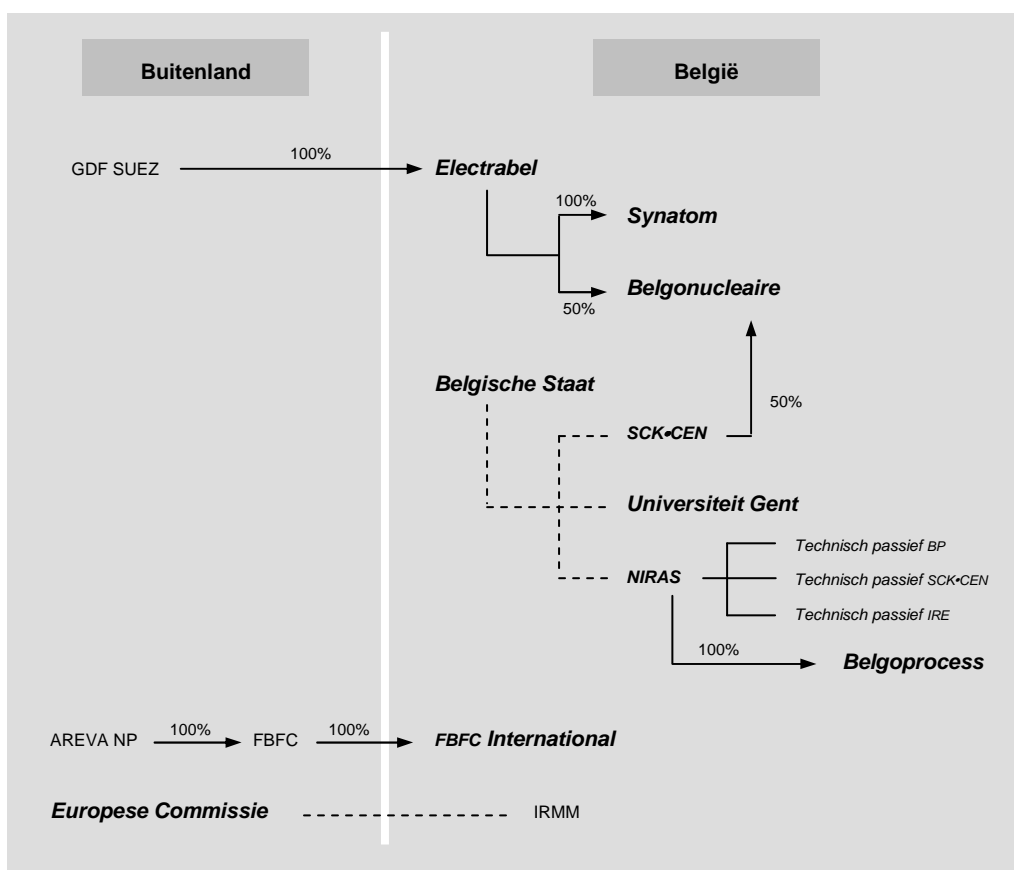 Buitenland
België
GDF SUEZ
100%
Electrabel
100%
Synatom
Belgonucleaire
50%
Belgische Staat
50%
SCK•CEN
Universiteit Gent
Technisch passief BP
NIRAS
Technisch passief SCK•CEN
Technisch passief IRE
100%
Belgoprocess
AREVA NP
100%
FBFC
100%
FBFC International
Europese Commissie
IRMM